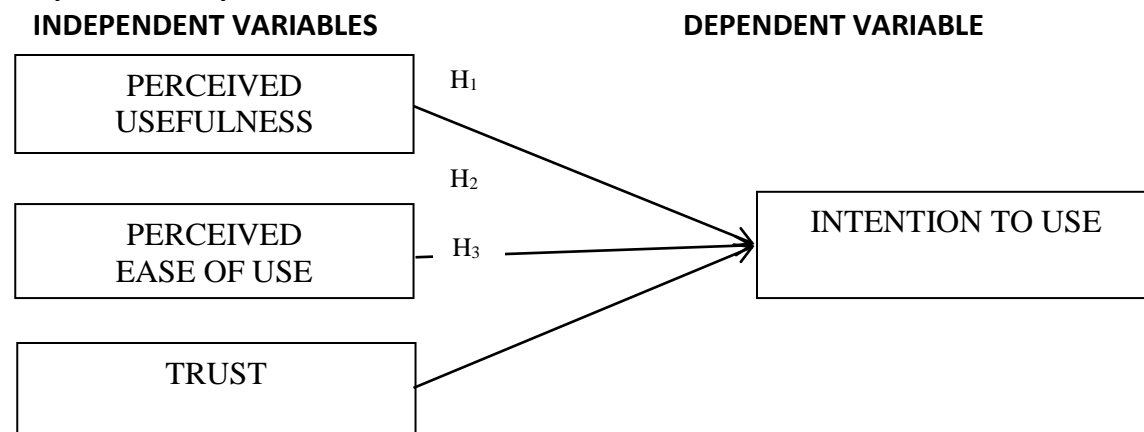 INDEPENDENT VARIABLES
DEPENDENT VARIABLE
PERCEIVED
USEFULNESS
H₁
H₂
PERCEIVED
EASE OF USE
H₃
INTENTION TO USE
TRUST